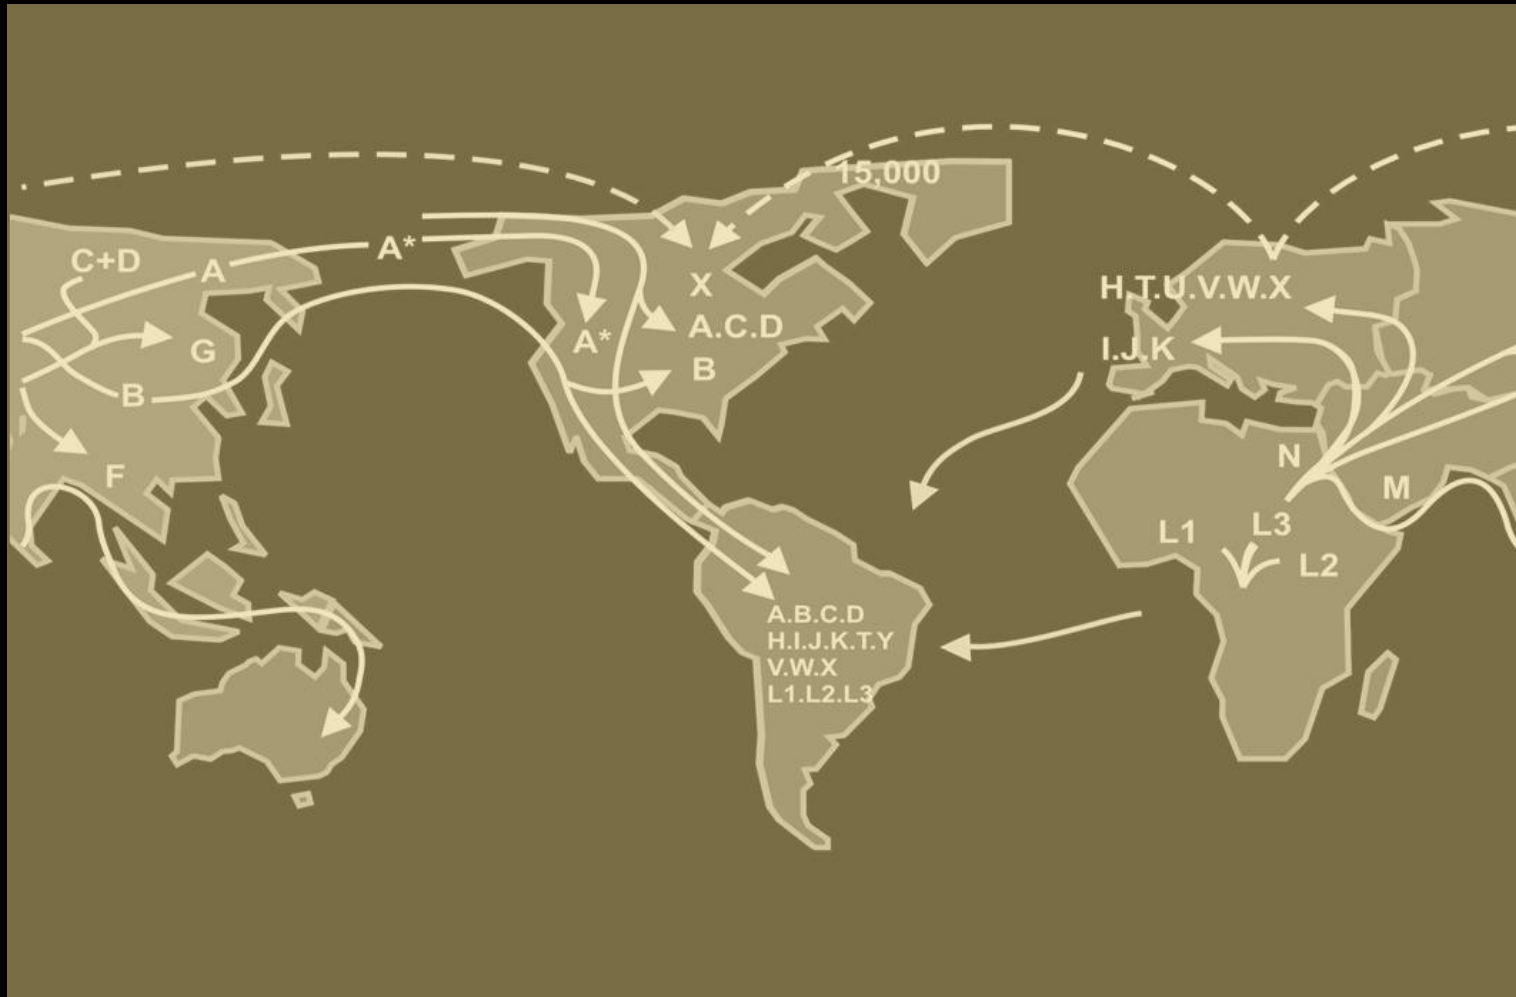 15,000
C+D
A
A*
X
H.T.U.V.W.X
A*
A.C.D
G
I.J.K
B
B
F
N
M
L1
L3
L2
A.B.C.D
H.I.J.K.T.Y
V.W.X
L1.L2.L3